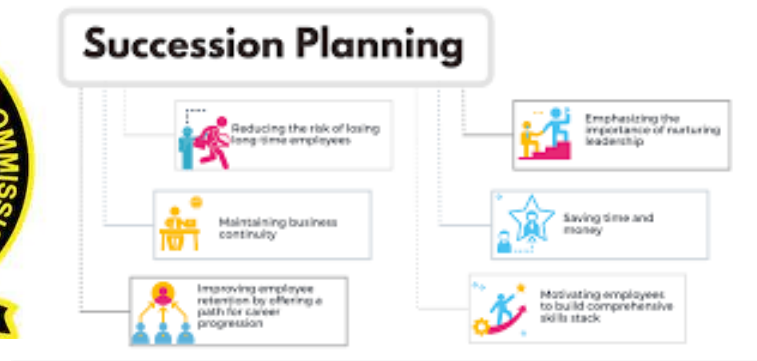 Succession Planning
Reducing the risk of losing
long-time employees
Maintaining business
continuity
Improving employee
retention by offering a
path for career
progression
Emphasizing the
importance of nurturing
leadership
Saving time and
money
Motivating employees
to build comprehensive
skills stack